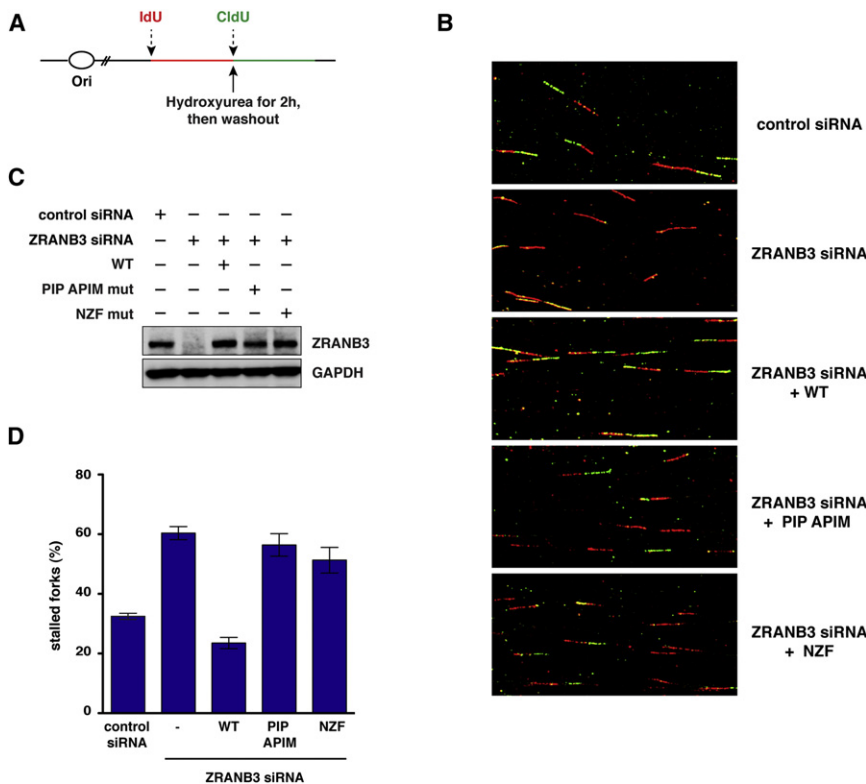 A
IdU
CldU
Ori
Hydroxyurea for 2h,
then washout
B
control siRNA
ZRANB3 siRNA
ZRANB3 siRNA
+ WT
ZRANB3 siRNA
+ PIP APIM
ZRANB3 siRNA
+ NZF
C
control siRNA + – – – –
ZRANB3 siRNA – + + + +
WT – – + – –
PIP APIM mut – – – + –
NZF mut – – – – +
ZRANB3
GAPDH
D
stalled forks (%)
80
60
40
20
0
control
siRNA
-
WT
PIP
APIM
NZF
ZRANB3 siRNA